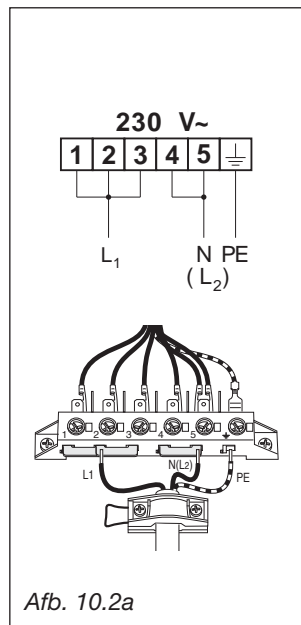 230 V~
1 2 3 4 5
L1 N PE
(L2)
1 2 3 4 5
L1 N(L2) PE
Afb. 10.2a